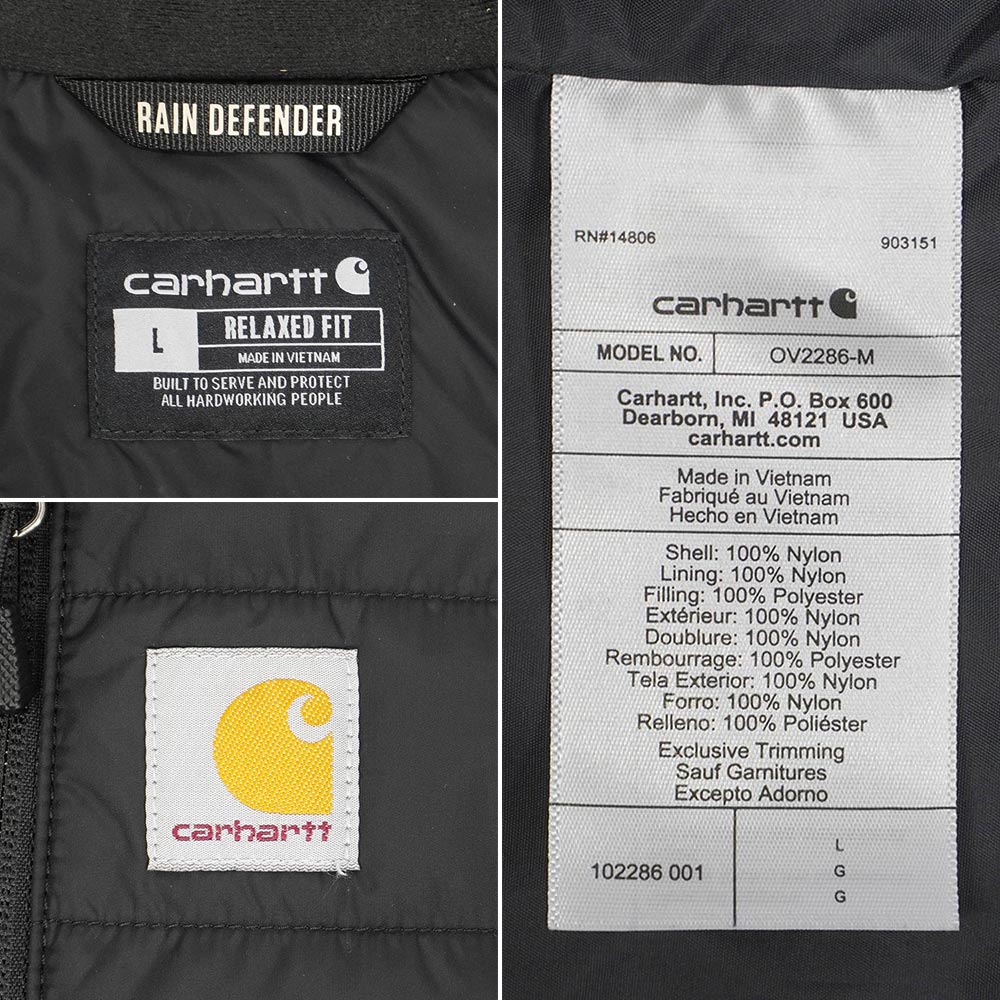 RAIN DEFENDER
carhartt
L RELAXED FIT
MADE IN VIETNAM
BUILT TO SERVE AND PROTECT
ALL HARDWORKING PEOPLE
carhartt
RN#14806 903151
carhartt
MODEL NO. OV2286-M
Carhartt, Inc. P.O. Box 600
Dearborn, MI 48121 USA
carhartt.com
Made in Vietnam
Fabriqué au Vietnam
Hecho en Vietnam
Shell: 100% Nylon
Lining: 100% Nylon
Filling: 100% Polyester
Extérieur: 100% Nylon
Doublure: 100% Nylon
Rembourrage: 100% Polyester
Tela Exterior: 100% Nylon
Forro: 100% Nylon
Relleno: 100% Poliéster
Exclusive Trimming
Sauf Garnitures
Excepto Adorno
102286 001
L
G
G